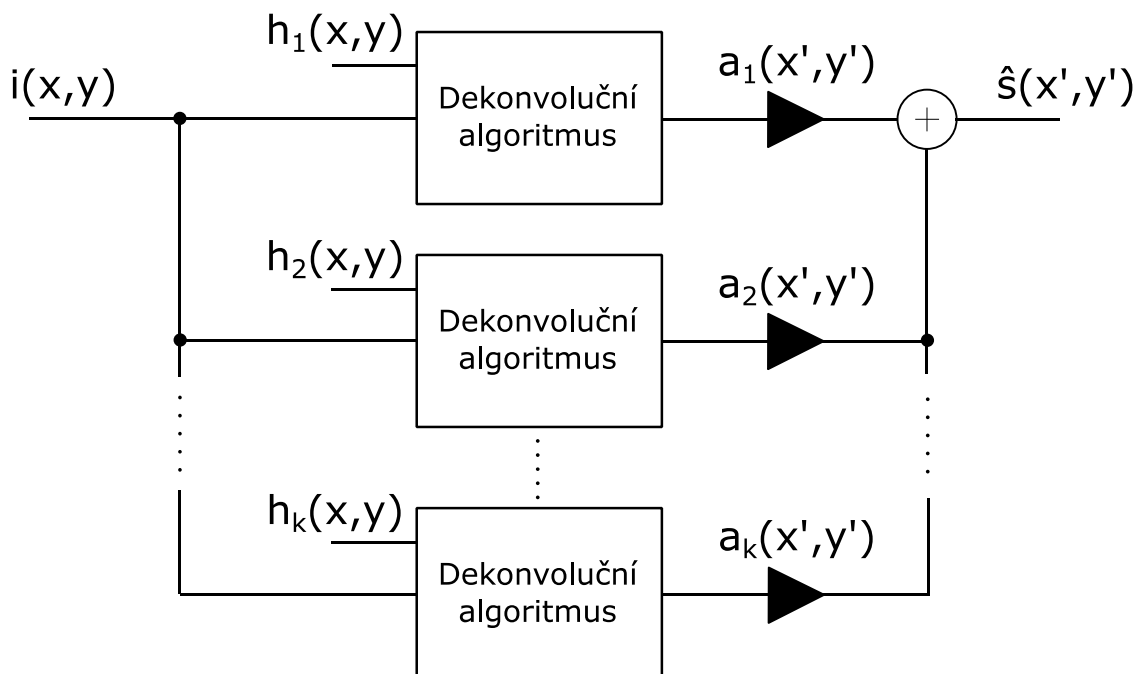 h₁(x,y)
a₁(x',y')
i(x,y)
ŝ(x',y')
Dekonvoluční
algoritmus
+
h₂(x,y)
a₂(x',y')
Dekonvoluční
algoritmus
hₖ(x,y)
aₖ(x',y')
Dekonvoluční
algoritmus